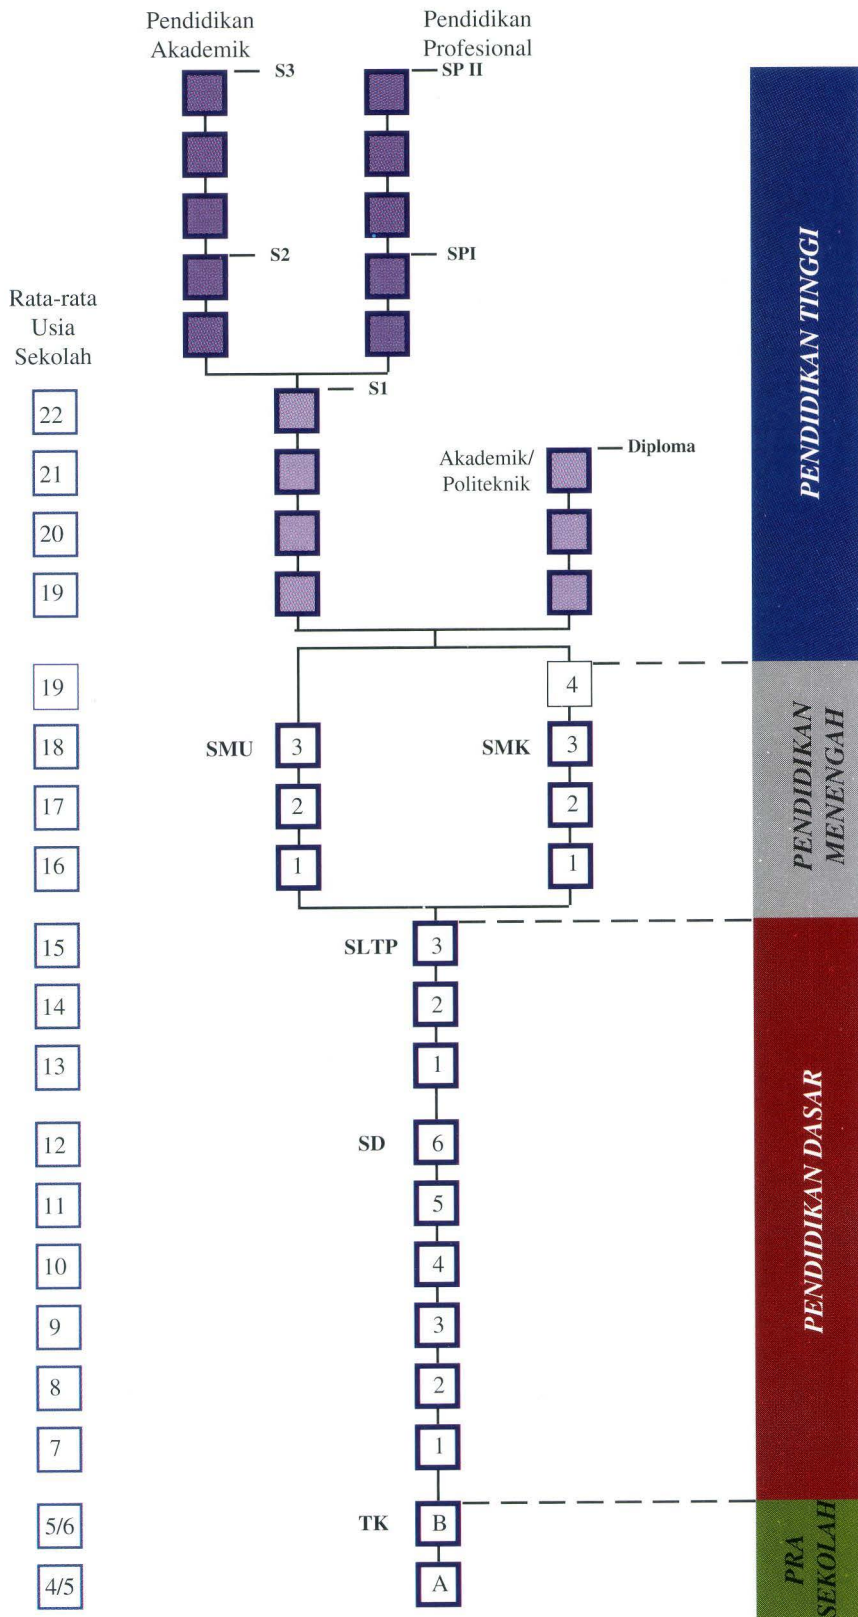 Pendidikan
Akademik
Pendidikan
Profesional
S3
SP II
S2
SPI
Rata-rata
Usia
Sekolah
22
S1
21
Akademik/
Politeknik
Diploma
20
19
PENDIDIKAN TINGGI
19
4
18
SMU
3
SMK
3
17
2
2
16
1
1
PENDIDIKAN
MENENGAH
15
SLTP
3
14
2
13
1
12
SD
6
11
5
10
4
9
3
8
2
7
1
PENDIDIKAN DASAR
5/6
TK
B
4/5
A
PRA
SEKOLAH